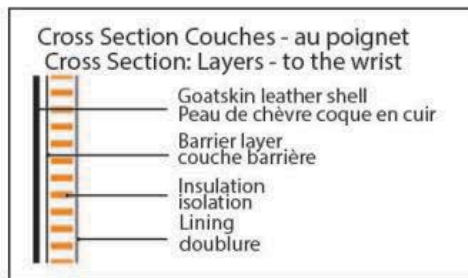 Cross Section Couches - au poignet
Cross Section: Layers - to the wrist
Goatskin leather shell
Peau de chèvre coque en cuir
Barrier layer
couche barrière
Insulation
isolation
Lining
doublure